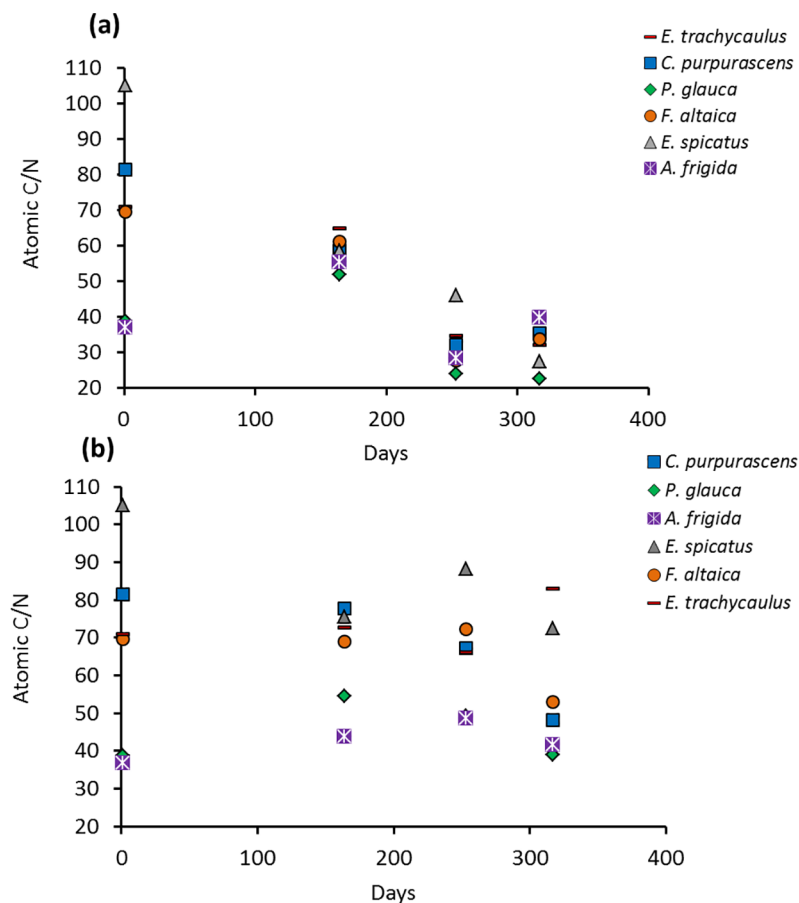 (a)
E. trachycaulus
C. purpurascens
P. glauca
F. altaica
E. spicatus
A. frigida
110
100
90
80
70
60
50
40
30
20
Atomic C/N
0 100 200 300 400
Days
(b)
C. purpurascens
P. glauca
A. frigida
E. spicatus
F. altaica
E. trachycaulus
110
100
90
80
70
60
50
40
30
20
Atomic C/N
0 100 200 300 400
Days